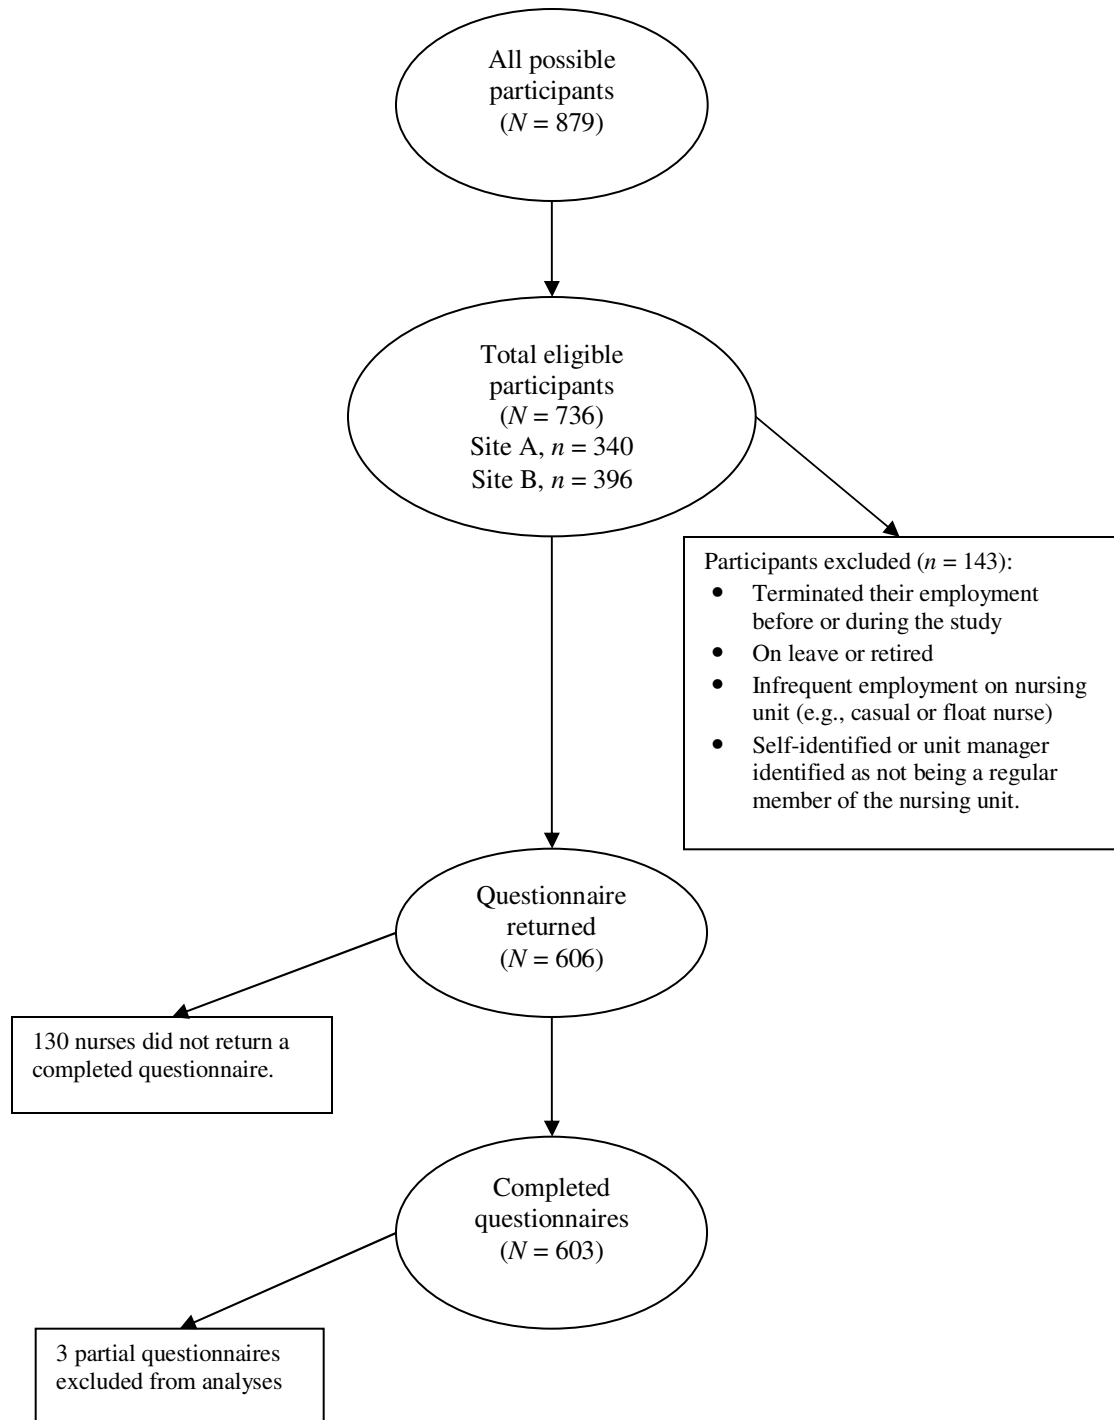 All possible
participants
(N = 879)
Total eligible
participants
(N = 736)
Site A, n = 340
Site B, n = 396
Participants excluded (n = 143):
• Terminated their employment
before or during the study
• On leave or retired
• Infrequent employment on nursing
unit (e.g., casual or float nurse)
• Self-identified or unit manager
identified as not being a regular
member of the nursing unit.
Questionnaire
returned
(N = 606)
130 nurses did not return a
completed questionnaire.
Completed
questionnaires
(N = 603)
3 partial questionnaires
excluded from analyses